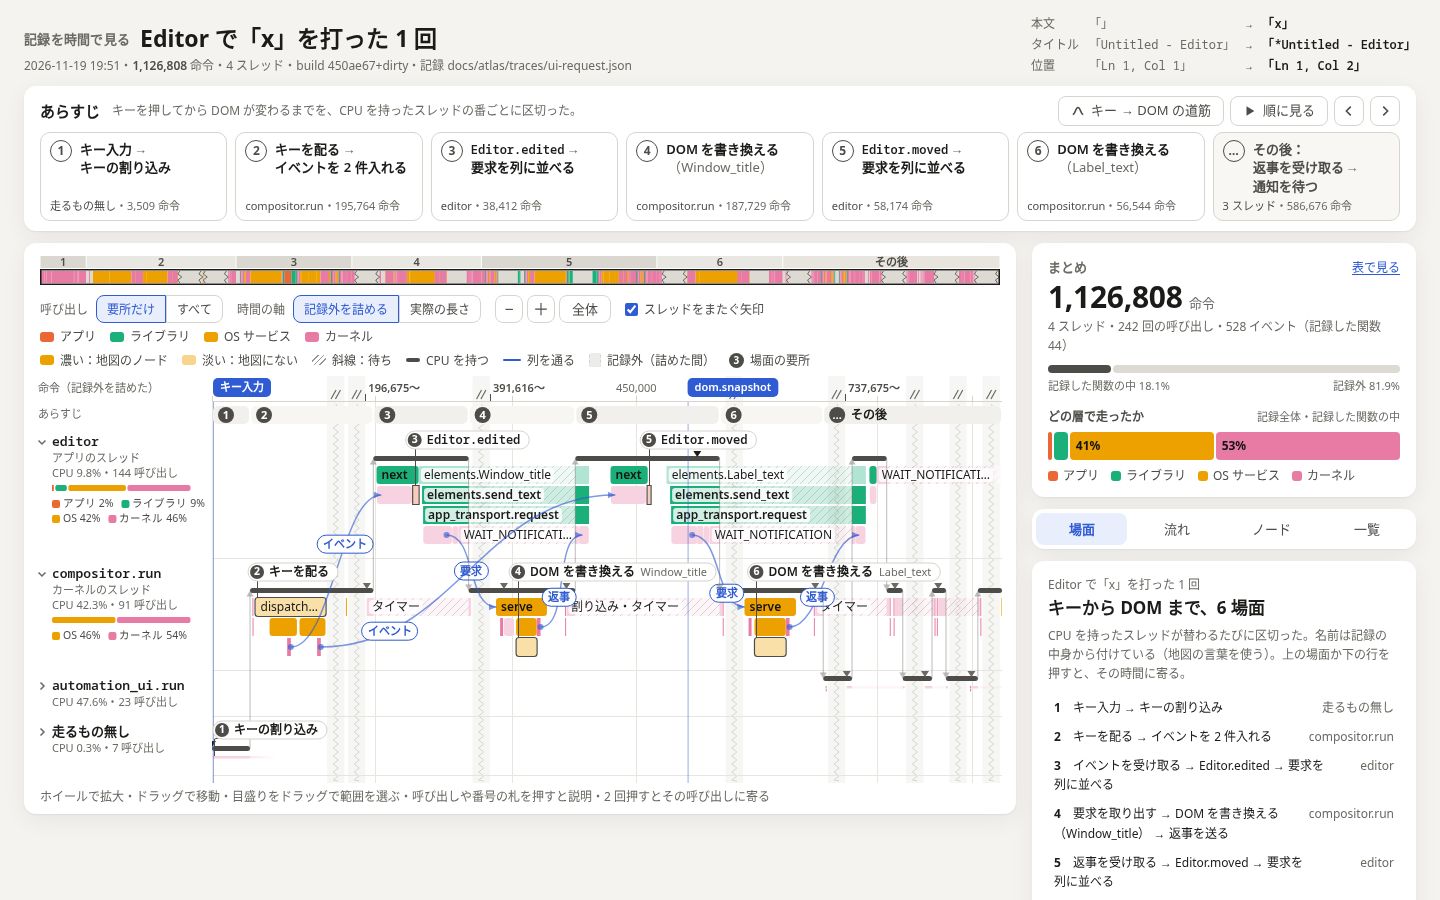 記録を時間で見る Editor で「x」を打った 1 回
2026-11-19 19:51・1,126,808 命令・4 スレッド・build 450ae67+dirty・記録 docs/atlas/traces/ui-request.json
本文 「」 → 「x」
タイトル 「Untitled - Editor」 → 「*Untitled - Editor」
位置 「Ln 1, Col 1」 → 「Ln 1, Col 2」
あらすじ キーを押してから DOM が変わるまでを、CPU を持ったスレッドの番ごとに区切った。
キー → DOM の道筋
▶ 順に見る
1 キー入力 →
キーの割り込み
走るもの無し・3,509 命令
2 キーを配る →
イベントを 2 件入れる
compositor.run・195,764 命令
3 Editor.edited →
要求を列に並べる
editor・38,412 命令
4 DOM を書き換える
（Window_title）
compositor.run・187,729 命令
5 Editor.moved →
要求を列に並べる
editor・58,174 命令
6 DOM を書き換える
（Label_text）
compositor.run・56,544 命令
… その後：
返事を受け取る →
通知を待つ
3 スレッド・586,676 命令
1 2 3 4 5 6 その後
呼び出し 要所だけ すべて 時間の軸 記録外を詰める 実際の長さ − ＋ 全体 スレッドをまたぐ矢印
アプリ ライブラリ OS サービス カーネル
濃い：地図のノード 淡い：地図にない 斜線：待ち CPU を持つ 列を通る 記録外（詰めた間） 3 場面の要所
命令（記録外を詰めた） キー入力 // // 196,675〜 // 391,616〜 450,000 dom.snapshot // // 737,675〜 // // //
あらすじ 1 2 3 4 5 6 … その後
editor
アプリのスレッド
CPU 9.8%・144 呼び出し
アプリ 2% ライブラリ 9%
OS 42% カーネル 46%
3 Editor.edited
5 Editor.moved
next elements.Window_title
next elements.Label_text
WAIT_NOTIFICATI…
elements.send_text
elements.send_text
app_transport.request
app_transport.request
WAIT_NOTIFICATI…
WAIT_NOTIFICATION
イベント
compositor.run
カーネルのスレッド
CPU 42.3%・91 呼び出し
OS 46% カーネル 54%
2 キーを配る
要求
4 DOM を書き換える Window_title
6 DOM を書き換える Label_text
要求
返事
返事
dispatch…
タイマー
serve
割り込み・タイマー
serve
タイマー
イベント
automation_ui.run
CPU 47.6%・23 呼び出し
走るもの無し
CPU 0.3%・7 呼び出し
1 キーの割り込み
ホイールで拡大・ドラッグで移動・目盛りをドラッグで範囲を選ぶ・呼び出しや番号の札を押すと説明・2 回押すとその呼び出しに寄る
まとめ 表で見る
1,126,808 命令
4 スレッド・242 回の呼び出し・528 イベント（記録した関数
44）
記録した関数の中 18.1% 記録外 81.9%
どの層で走ったか 記録全体・記録した関数の中
41% 53%
アプリ ライブラリ OS サービス カーネル
場面 流れ ノード 一覧
Editor で「x」を打った 1 回
キーから DOM まで、6 場面
CPU を持ったスレッドが替わるたびに区切った。名前は記録の
中身から付けている（地図の言葉を使う）。上の場面か下の行を
押すと、その時間に寄る。
1 キー入力 → キーの割り込み 走るもの無し
2 キーを配る → イベントを 2 件入れる compositor.run
3 イベントを受け取る → Editor.edited → 要求を editor
列に並べる
4 要求を取り出す → DOM を書き換える compositor.run
（Window_title） → 返事を送る
5 返事を受け取る → Editor.moved → 要求を editor
列に並べる